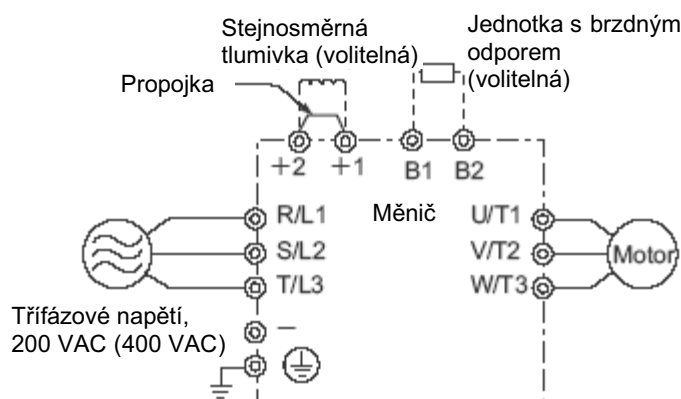 Stejnosměrná
tlumivka (volitelná)
Jednotka s brzdným
odporem
(volitelná)
Propojka
+2 +1 B1 B2
R/L1 Měnič U/T1
S/L2 V/T2 Motor
T/L3 W/T3
Třífázové napětí,
200 VAC (400 VAC)
−